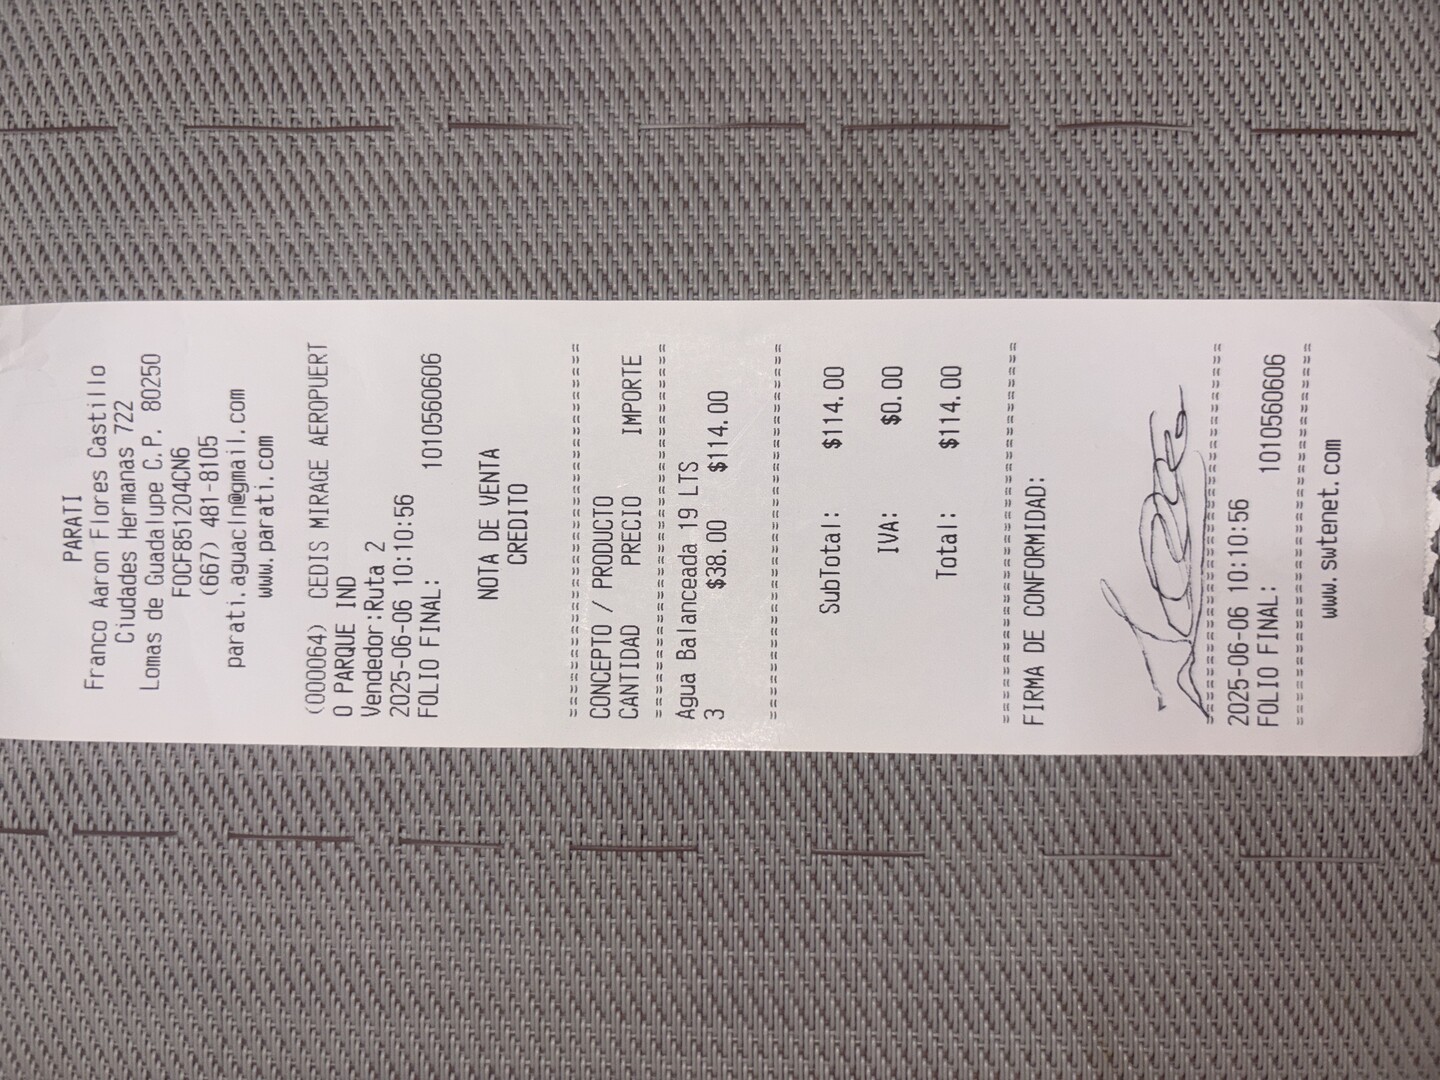 PARATI
Franco Aaron Flores Castillo
Ciudades Hermanas 722
Lomas de Guadalupe C.P. 80250
FOCF851204CN6
(667) 481-8105
parati.aguacln@gmail.com
www.parati.com
(000064) CEDIS MIRAGE AEROPUERT
O PARQUE IND
Vendedor:Ruta 2
2025-06-06 10:10:56
FOLIO FINAL: 1010560606
NOTA DE VENTA
CREDITO
===============================
CONCEPTO / PRODUCTO
CANTIDAD PRECIO IMPORTE
===============================
Agua Balanceada 19 LTS
3 $38.00 $114.00
===============================
SubTotal: $114.00
IVA: $0.00
Total: $114.00
===============================
FIRMA DE CONFORMIDAD:
===============================
2025-06-06 10:10:56
FOLIO FINAL: 1010560606
===============================
www.swtenet.com